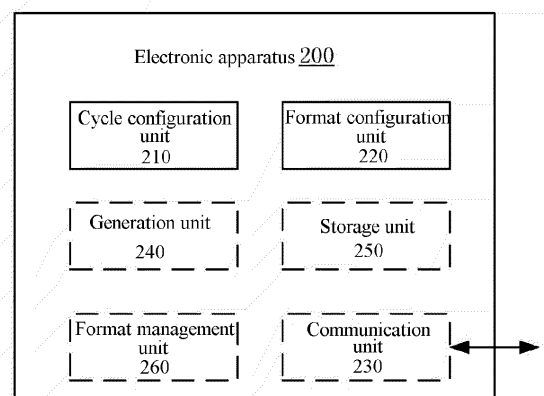 Electronic apparatus 200
Cycle configuration
unit
210
Format configuration
unit
220
Generation unit
240
Storage unit
250
Format management
unit
260
Communication
unit
230